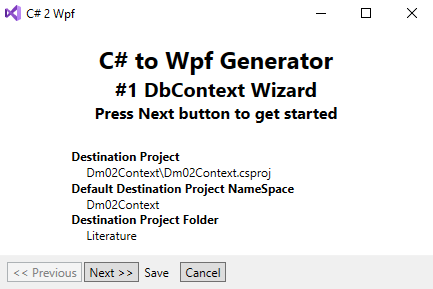 C# 2 Wpf
C# to Wpf Generator
#1 DbContext Wizard
Press Next button to get started
Destination Project
Dm02Context\Dm02Context.csproj
Default Destination Project NameSpace
Dm02Context
Destination Project Folder
Literature
<< Previous Next >> Save Cancel